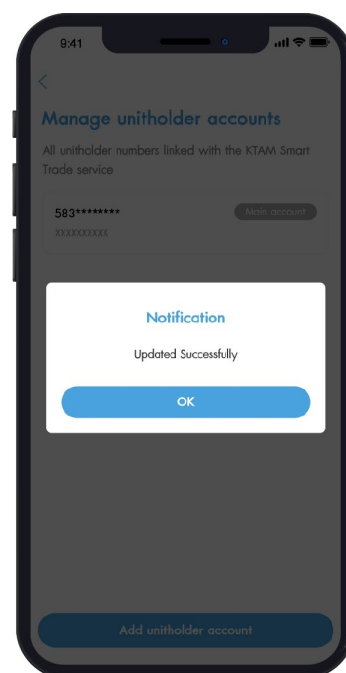 9:41
Manage unitholder accounts
All unitholder numbers linked with the KTAM Smart
Trade service
583********
Main account
XXXXXXXXXX
Notification
Updated Successfully
OK
Add unitholder account